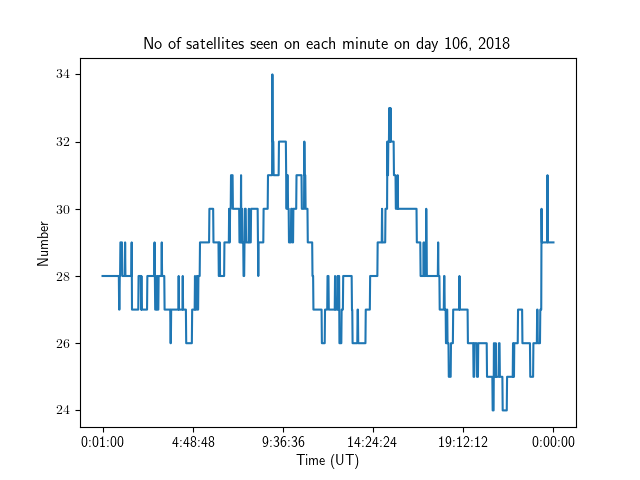 No of satellites seen on each minute on day 106, 2018
34
32
30
28
26
24
Number
0:01:00 4:48:48 9:36:36 14:24:24 19:12:12 0:00:00
Time (UT)